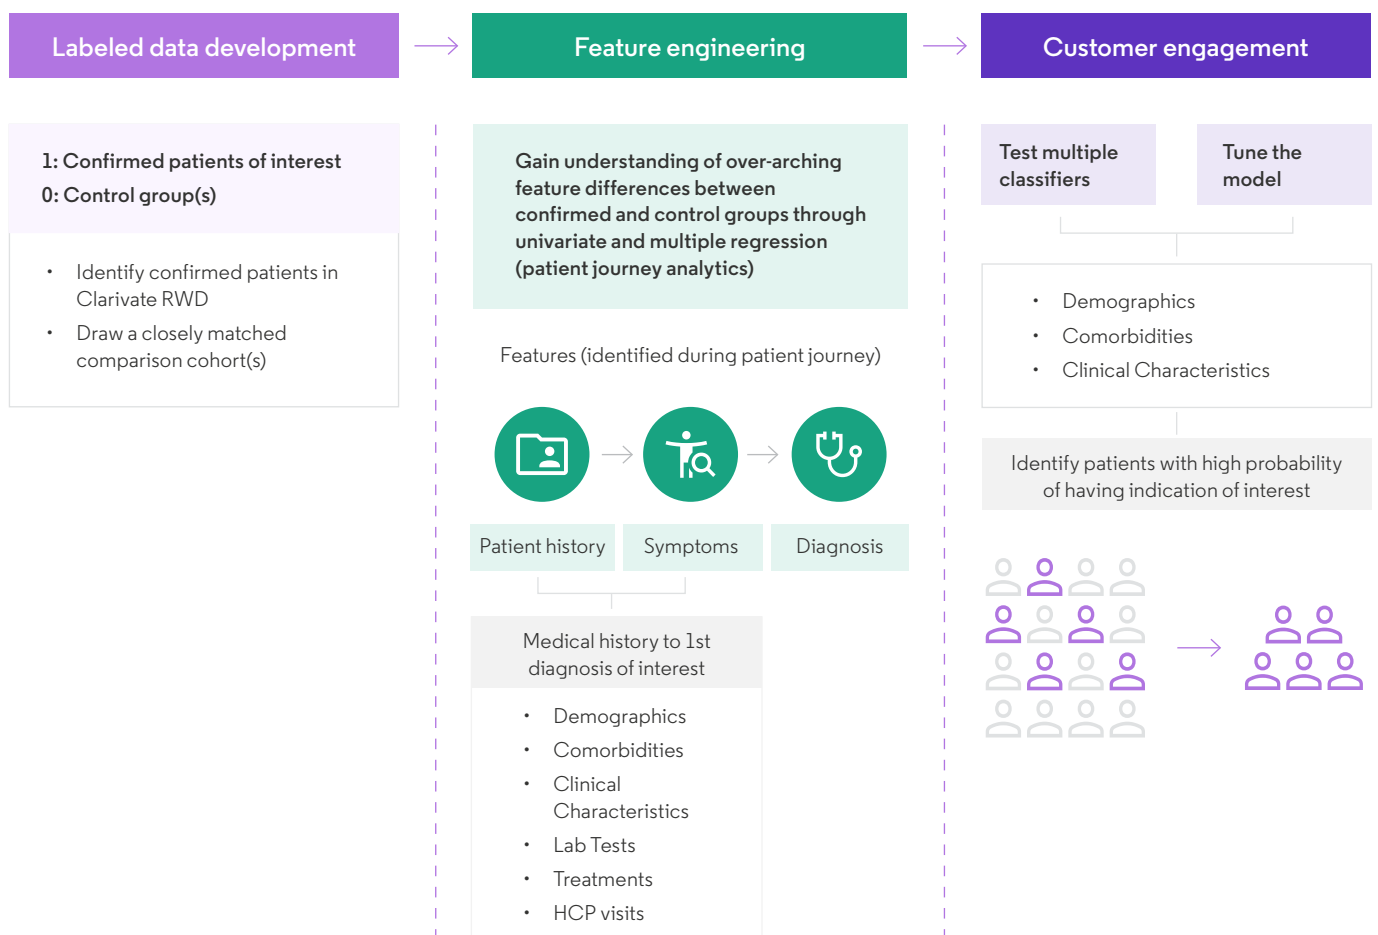 Labeled data development
Feature engineering
Customer engagement
1: Confirmed patients of interest
0: Control group(s)
• Identify confirmed patients in
Clarivate RWD
• Draw a closely matched
comparison cohort(s)
Gain understanding of over-arching
feature differences between
confirmed and control groups through
univariate and multiple regression
(patient journey analytics)
Features (identified during patient journey)
Patient history
Symptoms
Diagnosis
Medical history to 1st
diagnosis of interest
• Demographics
• Comorbidities
• Clinical
Characteristics
• Lab Tests
• Treatments
• HCP visits
Test multiple
classifiers
Tune the
model
• Demographics
• Comorbidities
• Clinical Characteristics
Identify patients with high probability
of having indication of interest